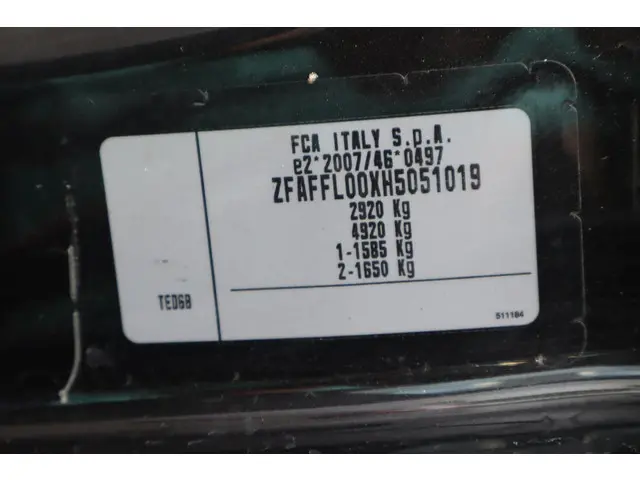 FCA ITALY S.p.A.
e2*2007/46*0497
ZFAFFL00XH5051019
2920 Kg
4920 Kg
1-1585 Kg
2-1650 Kg
TED6B
511184